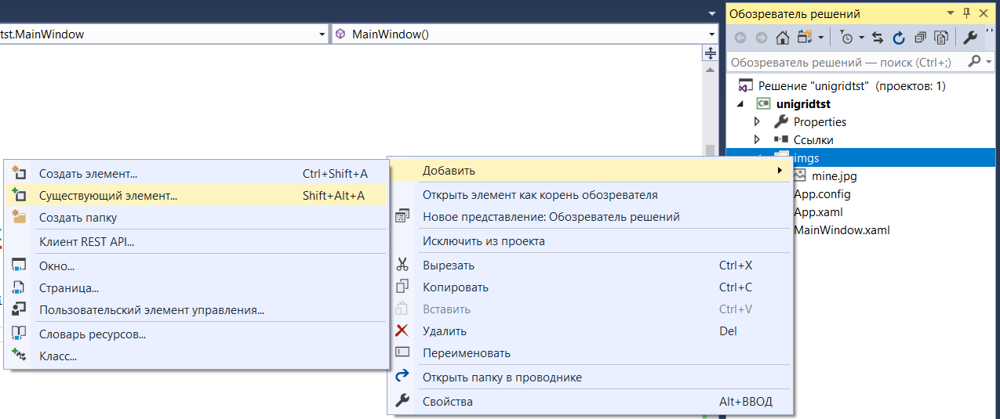 tst.MainWindow
MainWindow()
Обозреватель решений
Обозреватель решений — поиск (Ctrl+;)
Решение "unigridtst" (проектов: 1)
C# unigridtst
Properties
Ссылки
imgs
mine.jpg
App.config
App.xaml
MainWindow.xaml
Добавить
Открыть элемент как корень обозревателя
Новое представление: Обозреватель решений
Исключить из проекта
Вырезать Ctrl+X
Копировать Ctrl+C
Вставить Ctrl+V
Удалить Del
Переименовать
Открыть папку в проводнике
Свойства Alt+ВВОД
Создать элемент... Ctrl+Shift+A
Существующий элемент... Shift+Alt+A
Создать папку
Клиент REST API...
Окно...
Страница...
Пользовательский элемент управления...
Словарь ресурсов...
Класс...